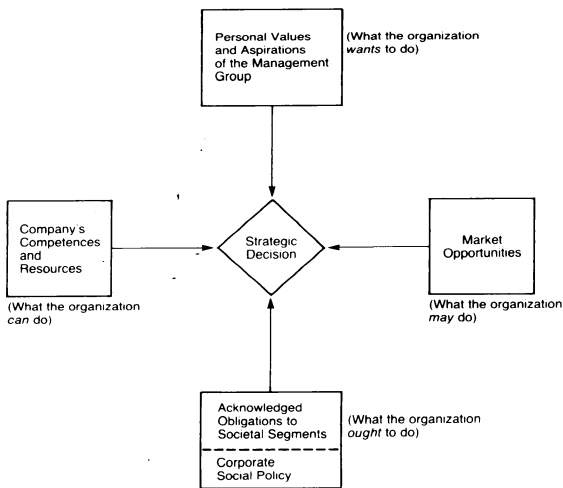 Personal Values
and Aspirations
of the Management
Group
(What the organization
wants to do)
Company's
Competences
and
Resources
(What the organization
can do)
Strategic
Decision
Market
Opportunities
(What the organization
may do)
Acknowledged
Obligations to
Societal Segments
Corporate
Social Policy
(What the organization
ought to do)